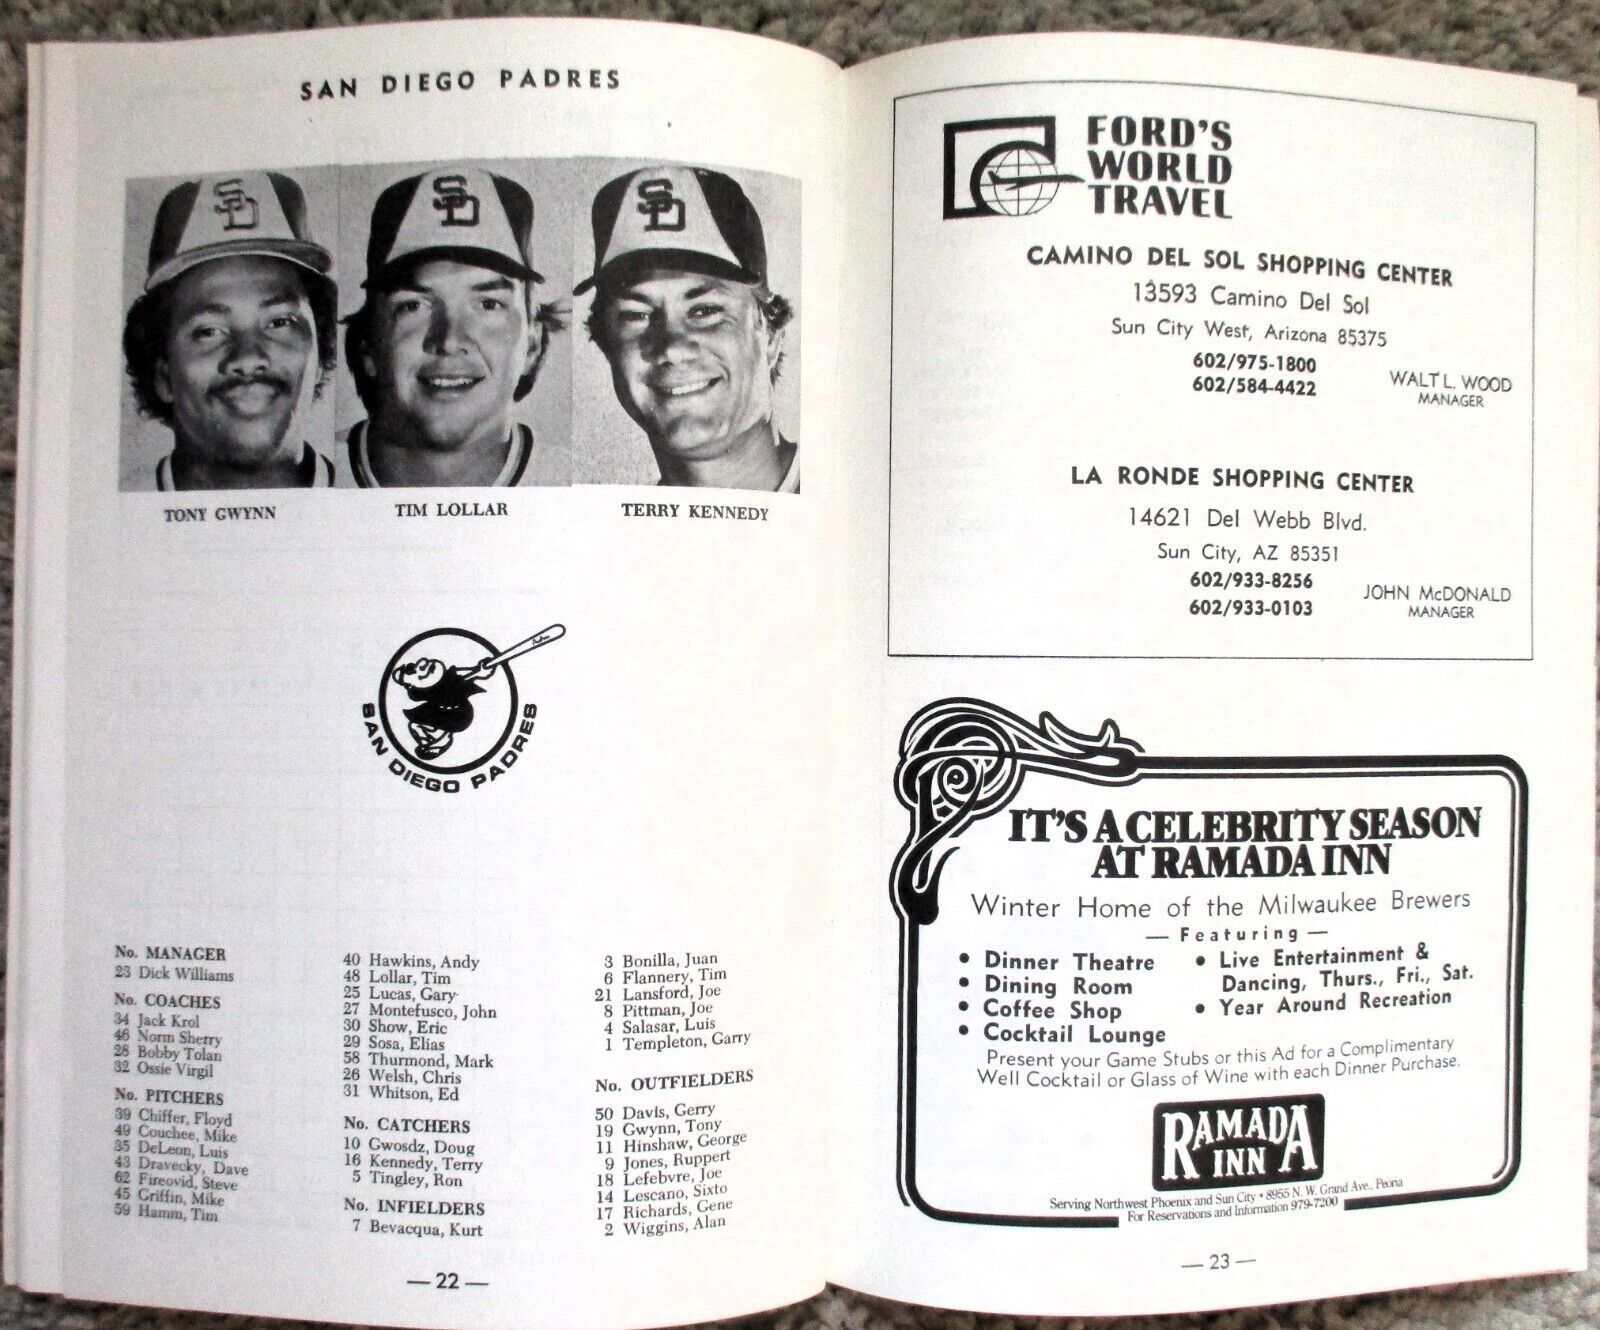 SAN DIEGO PADRES
TONY GWYNN
TIM LOLLAR
TERRY KENNEDY
SAN DIEGO PADRES
No. MANAGER
23 Dick Williams
No. COACHES
34 Jack Krol
46 Norm Sherry
28 Bobby Tolan
32 Ossie Virgil
No. PITCHERS
39 Chiffer, Floyd
49 Couchee, Mike
35 DeLeon, Luis
43 Dravecky, Dave
62 Fireovid, Steve
45 Griffin, Mike
59 Hamm, Tim
40 Hawkins, Andy
48 Lollar, Tim
25 Lucas, Gary
27 Montefusco, John
30 Show, Eric
29 Sosa, Elias
58 Thurmond, Mark
26 Welsh, Chris
31 Whitson, Ed
No. CATCHERS
10 Gwosdz, Doug
16 Kennedy, Terry
5 Tingley, Ron
No. INFIELDERS
7 Bevacqua, Kurt
3 Bonilla, Juan
6 Flannery, Tim
21 Lansford, Joe
8 Pittman, Joe
4 Salasar, Luis
1 Templeton, Garry
No. OUTFIELDERS
50 Davis, Gerry
19 Gwynn, Tony
11 Hinshaw, George
9 Jones, Ruppert
18 Lefebvre, Joe
14 Lescano, Sixto
17 Richards, Gene
2 Wiggins, Alan
— 22 —
FORD'S
WORLD
TRAVEL
CAMINO DEL SOL SHOPPING CENTER
13593 Camino Del Sol
Sun City West, Arizona 85375
602/975-1800
602/584-4422
WALT L. WOOD
MANAGER
LA RONDE SHOPPING CENTER
14621 Del Webb Blvd.
Sun City, AZ 85351
602/933-8256
602/933-0103
JOHN McDONALD
MANAGER
IT'S A CELEBRITY SEASON
AT RAMADA INN
Winter Home of the Milwaukee Brewers
— Featuring —
• Dinner Theatre
• Dining Room
• Coffee Shop
• Cocktail Lounge
• Live Entertainment &
Dancing, Thurs., Fri., Sat.
• Year Around Recreation
Present your Game Stubs or this Ad for a Complimentary
Well Cocktail or Glass of Wine with each Dinner Purchase.
RAMADA
INN
Serving Northwest Phoenix and Sun City • 8955 N. W. Grand Ave., Peoria
For Reservations and Information 979-7200
— 23 —